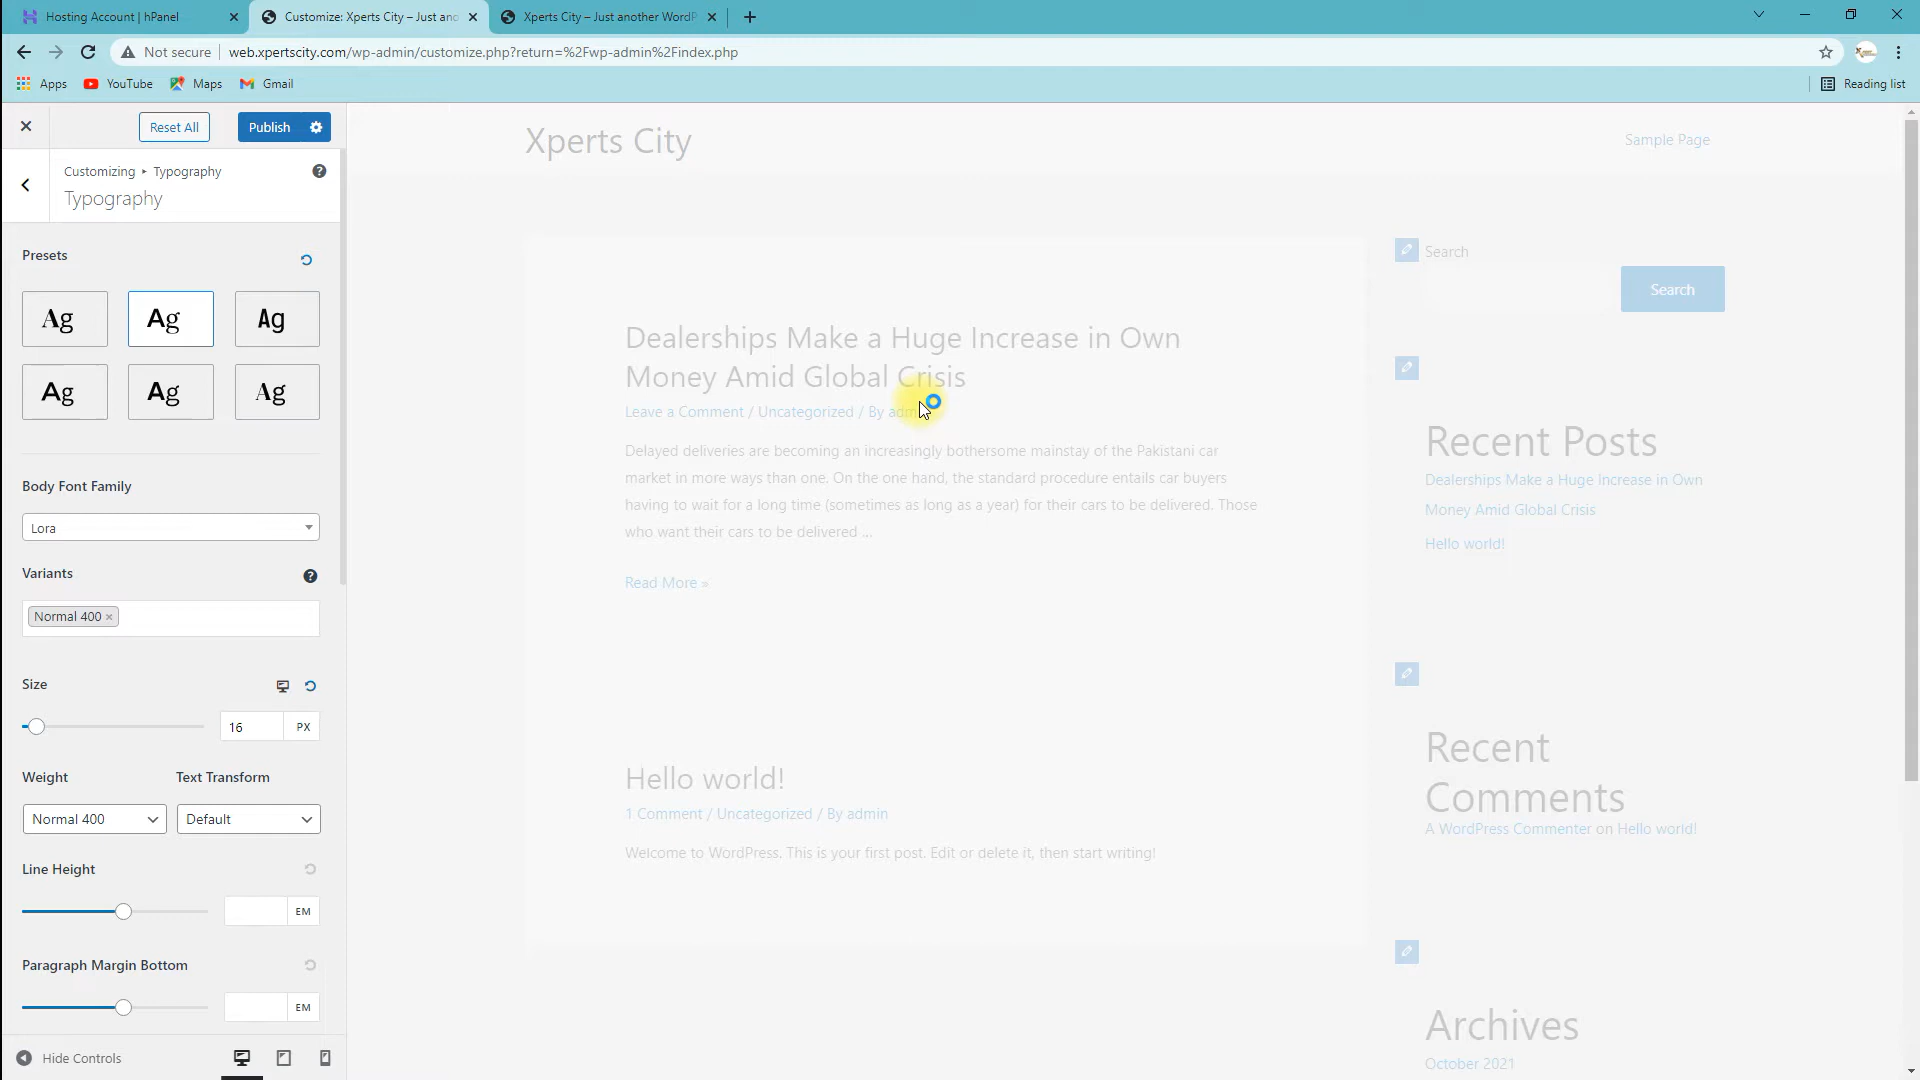 Hosting Account | hPanel
Customize: Xperts City – Just ano
Xperts City – Just another WordP
Not secure
web.xpertscity.com/wp-admin/customize.php?return=%2Fwp-admin%2Findex.php
Apps
YouTube
Maps
Gmail
Reading list
Reset All
Publish
Customizing ▸ Typography
Typography
Presets
Ag
Ag
Ag
Ag
Ag
Ag
Body Font Family
Lora
Variants
Normal 400 ×
Size
16
PX
Weight
Text Transform
Normal 400
Default
Line Height
EM
Paragraph Margin Bottom
EM
Hide Controls
Xperts City
Sample Page
Dealerships Make a Huge Increase in Own
Money Amid Global Crisis
Leave a Comment / Uncategorized / By
Delayed deliveries are becoming an increasingly bothersome mainstay of the Pakistani car
market in more ways than one. On the one hand, the standard procedure entails car buyers
having to wait for a long time (sometimes as long as a year) for their cars to be delivered. Those
who want their cars to be delivered …
Read More »
Hello world!
1 Comment / Uncategorized / By admin
Welcome to WordPress. This is your first post. Edit or delete it, then start writing!
Search
Search
Recent Posts
Dealerships Make a Huge Increase in Own
Money Amid Global Crisis
Hello world!
Recent
Comments
A WordPress Commenter on Hello world!
Archives
October 2021